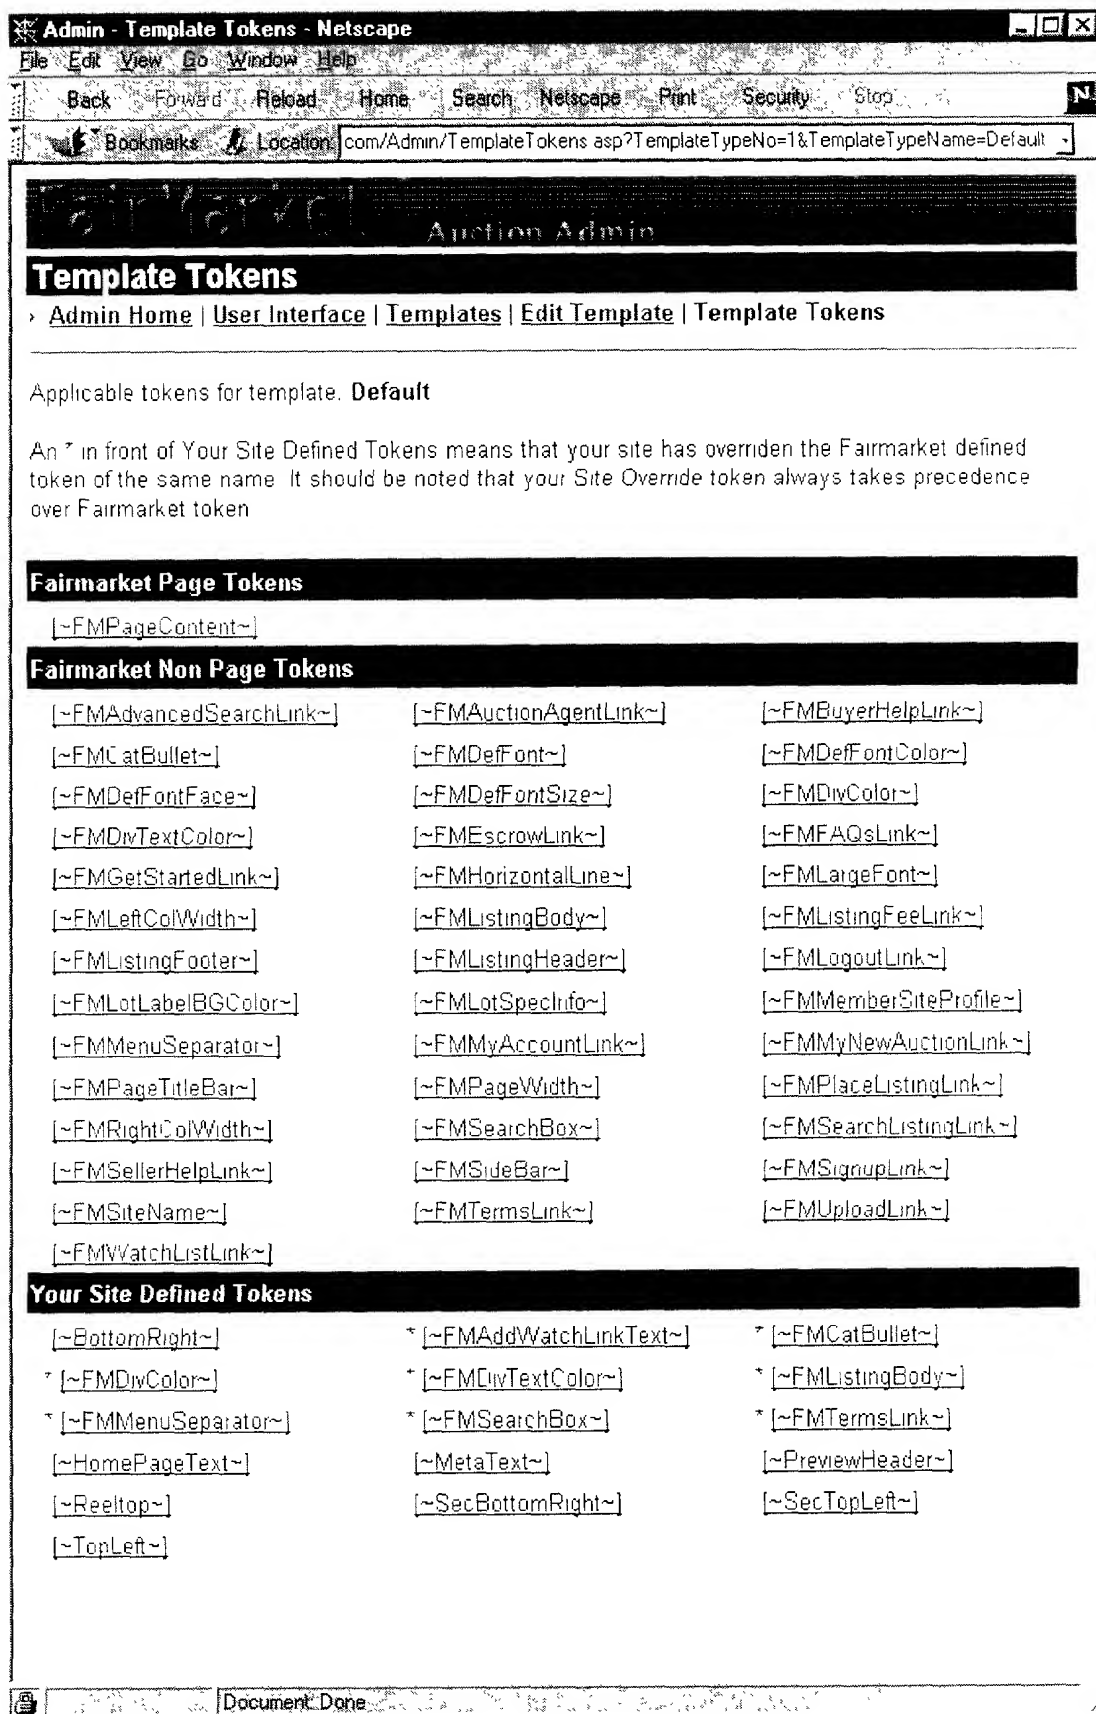 Admin - Template Tokens - Netscape
File Edit View Go Window Help
Back Forward Reload Home Search Netscape Print Security Stop
N
Bookmarks Location: com/Admin/TemplateTokens asp?TemplateTypeNo=1&TemplateTypeName=Default
FairMarket
Auction Admin
Template Tokens
› Admin Home | User Interface | Templates | Edit Template | Template Tokens
Applicable tokens for template. Default
An * in front of Your Site Defined Tokens means that your site has overriden the Fairmarket defined
token of the same name It should be noted that your Site Override token always takes precedence
over Fairmarket token
Fairmarket Page Tokens
[~FMPageContent~]
Fairmarket Non Page Tokens
[~FMAdvancedSearchLink~] [~FMAuctionAgentLink~] [~FMBuyerHelpLink~]
[~FMCatBullet~] [~FMDefFont~] [~FMDefFontColor~]
[~FMDefFontFace~] [~FMDefFontSize~] [~FMDivColor~]
[~FMDivTextColor~] [~FMEscrowLink~] [~FMFAQsLink~]
[~FMGetStartedLink~] [~FMHorizontalLine~] [~FMLargeFont~]
[~FMLeftColWidth~] [~FMListingBody~] [~FMListingFeeLink~]
[~FMListingFooter~] [~FMListingHeader~] [~FMLogoutLink~]
[~FMLotLabelBGColor~] [~FMLotSpecInfo~] [~FMMemberSiteProfile~]
[~FMMenuSeparator~] [~FMMyAccountLink~] [~FMMyNewAuctionLink~]
[~FMPageTitleBar~] [~FMPageWidth~] [~FMPlaceListingLink~]
[~FMRightColWidth~] [~FMSearchBox~] [~FMSearchListingLink~]
[~FMSellerHelpLink~] [~FMSideBar~] [~FMSignupLink~]
[~FMSiteName~] [~FMTermsLink~] [~FMUploadLink~]
[~FMWatchListLink~]
Your Site Defined Tokens
[~BottomRight~] * [~FMAddWatchLinkText~] * [~FMCatBullet~]
* [~FMDivColor~] * [~FMDivTextColor~] * [~FMListingBody~]
* [~FMMenuSeparator~] * [~FMSearchBox~] * [~FMTermsLink~]
[~HomePageText~] [~MetaText~] [~PreviewHeader~]
[~Reeltop~] [~SecBottomRight~] [~SecTopLeft~]
[~TopLeft~]
Document: Done